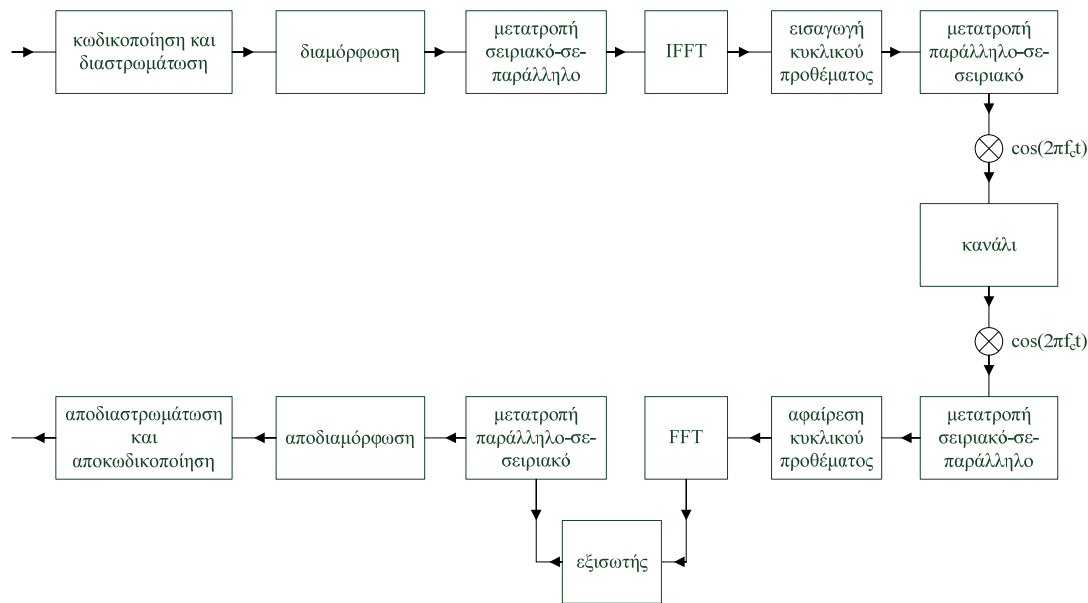 κωδικοποίηση και
διαστρωμάτωση
διαμόρφωση
μετατροπή
σειριακό-σε-
παράλληλο
IFFT
εισαγωγή
κυκλικού
προθέματος
μετατροπή
παράλληλο-σε-
σειριακό
cos(2πf_ct)
κανάλι
cos(2πf_ct)
αποδιαστρωμάτωση
και
αποκωδικοποίηση
αποδιαμόρφωση
μετατροπή
παράλληλο-σε-
σειριακό
FFT
αφαίρεση
κυκλικού
προθέματος
μετατροπή
σειριακό-σε-
παράλληλο
εξισωτής